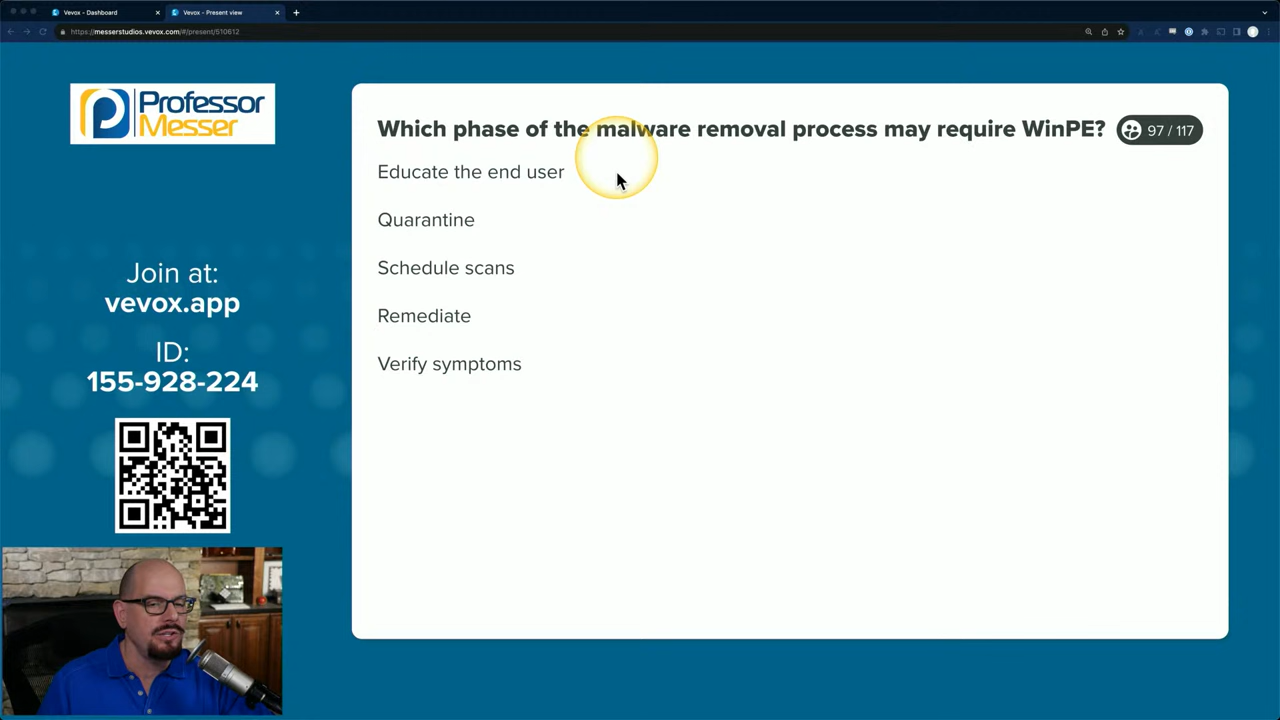 Vevox - Dashboard
Vevox - Present view
https://messerstudios.vevox.com/#/present/510612
Professor
Messer
Join at:
vevox.app
ID:
155-928-224
Which phase of the malware removal process may require WinPE?
97 / 117
Educate the end user
Quarantine
Schedule scans
Remediate
Verify symptoms